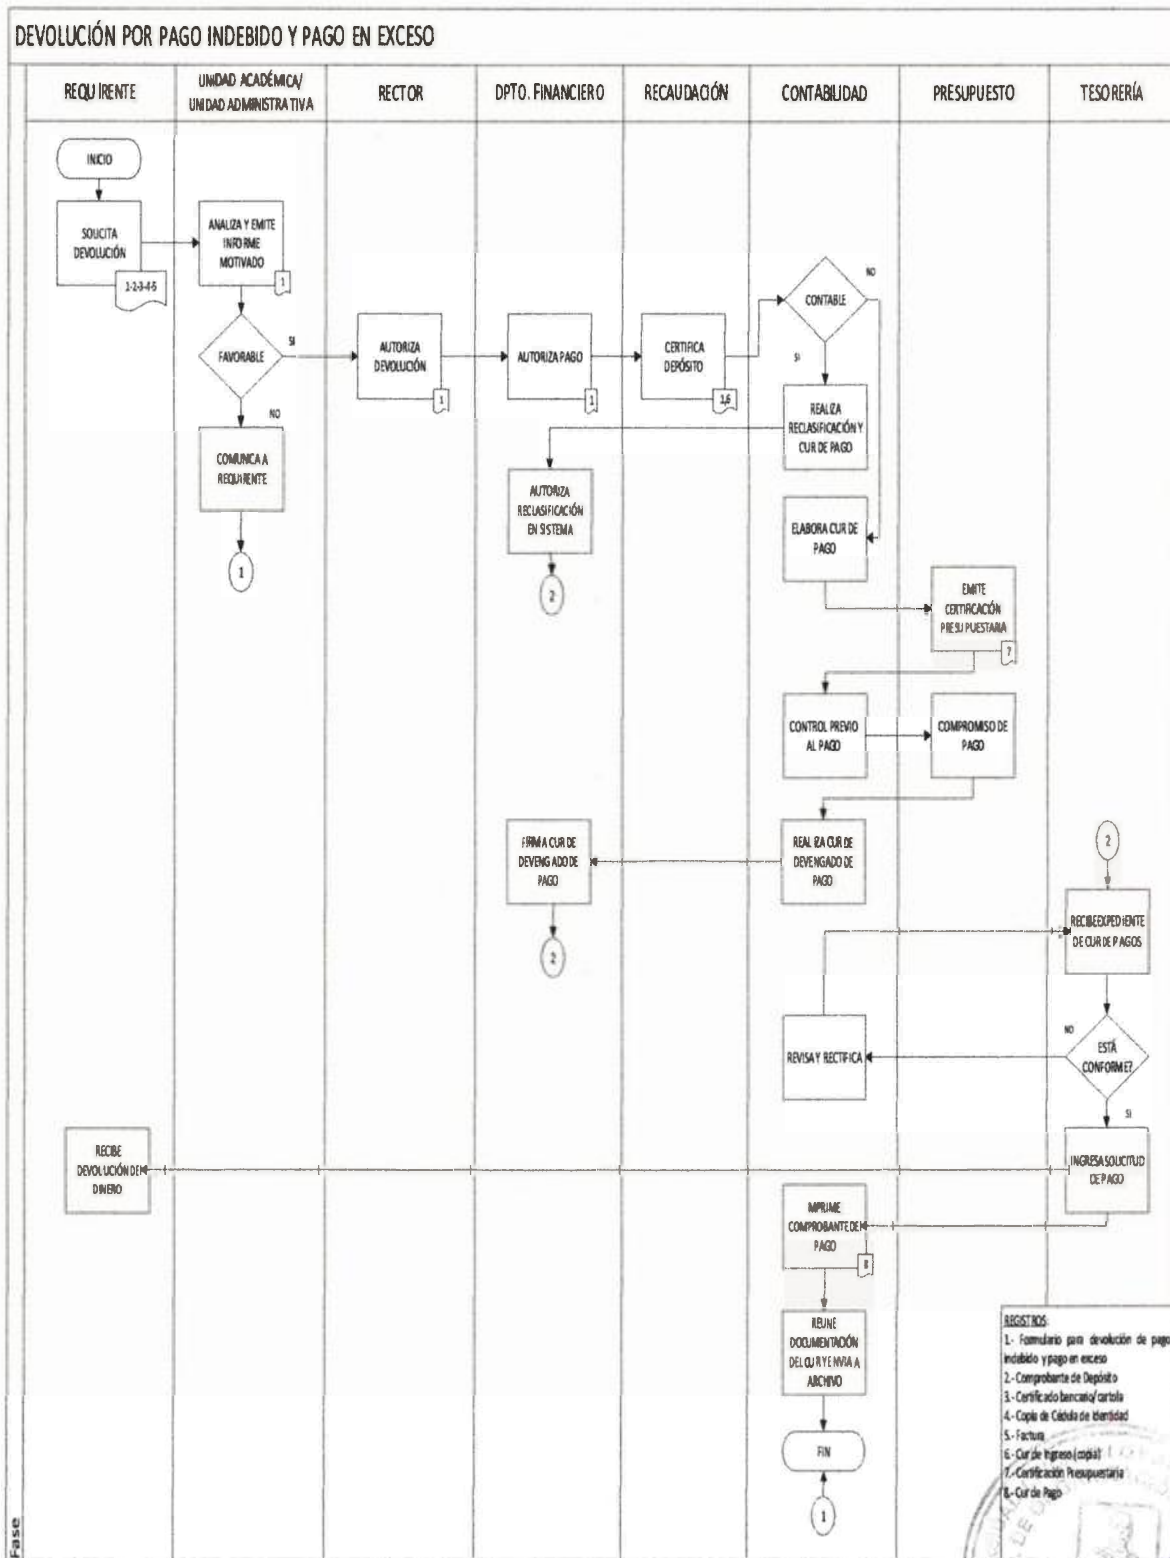 DEVOLUCIÓN POR PAGO INDEBIDO Y PAGO EN EXCESO
REQUIRENTE
UNIDAD ACADÉMICA/
UNIDAD ADMINISTRATIVA
RECTOR
DPTO. FINANCIERO
RECAUDACIÓN
CONTABILIDAD
PRESUPUESTO
TESORERÍA
INICIO
SOLICITA
DEVOLUCIÓN
1-2-3-4-5
ANALIZA Y EMITE
INFORME
MOTIVADO
1
FAVORABLE
SI
NO
COMUNICA A
REQUIRENTE
1
AUTORIZA
DEVOLUCIÓN
1
AUTORIZA PAGO
1
CERTIFICA
DEPÓSITO
1,6
CONTABLE
NO
SI
REALIZA
RECLASIFICACIÓN Y
CUR DE PAGO
AUTORIZA
RECLASIFICACIÓN
EN SISTEMA
2
ELABORA CUR DE
PAGO
EMITE
CERTIFICACIÓN
PRESUPUESTARIA
7
CONTROL PREVIO
AL PAGO
COMPROMISO DE
PAGO
REALIZA CUR DE
DEVENGADO DE
PAGO
FIRMA CUR DE
DEVENGADO DE
PAGO
2
2
RECIBE EXPEDIENTE
DE CUR DE PAGOS
ESTÁ
CONFORME?
NO
SI
REVISA Y RECTIFICA
INGRESA SOLICITUD
DE PAGO
RECIBE
DEVOLUCIÓN DE
DINERO
IMPRIME
COMPROBANTE DE
PAGO
8
REUNE
DOCUMENTACIÓN
DEL CUR Y ENVIA A
ARCHIVO
FIN
1
REGISTROS:
1.- Formulario para devolución de pago
indebido y pago en exceso
2.- Comprobante de Depósito
3.- Certificado bancario/ cartola
4.- Copia de Cédula de Identidad
5.- Factura
6.- Cur de Ingreso (copia)
7.- Certificación Presupuestaria
8.- Cur de Pago
Fase